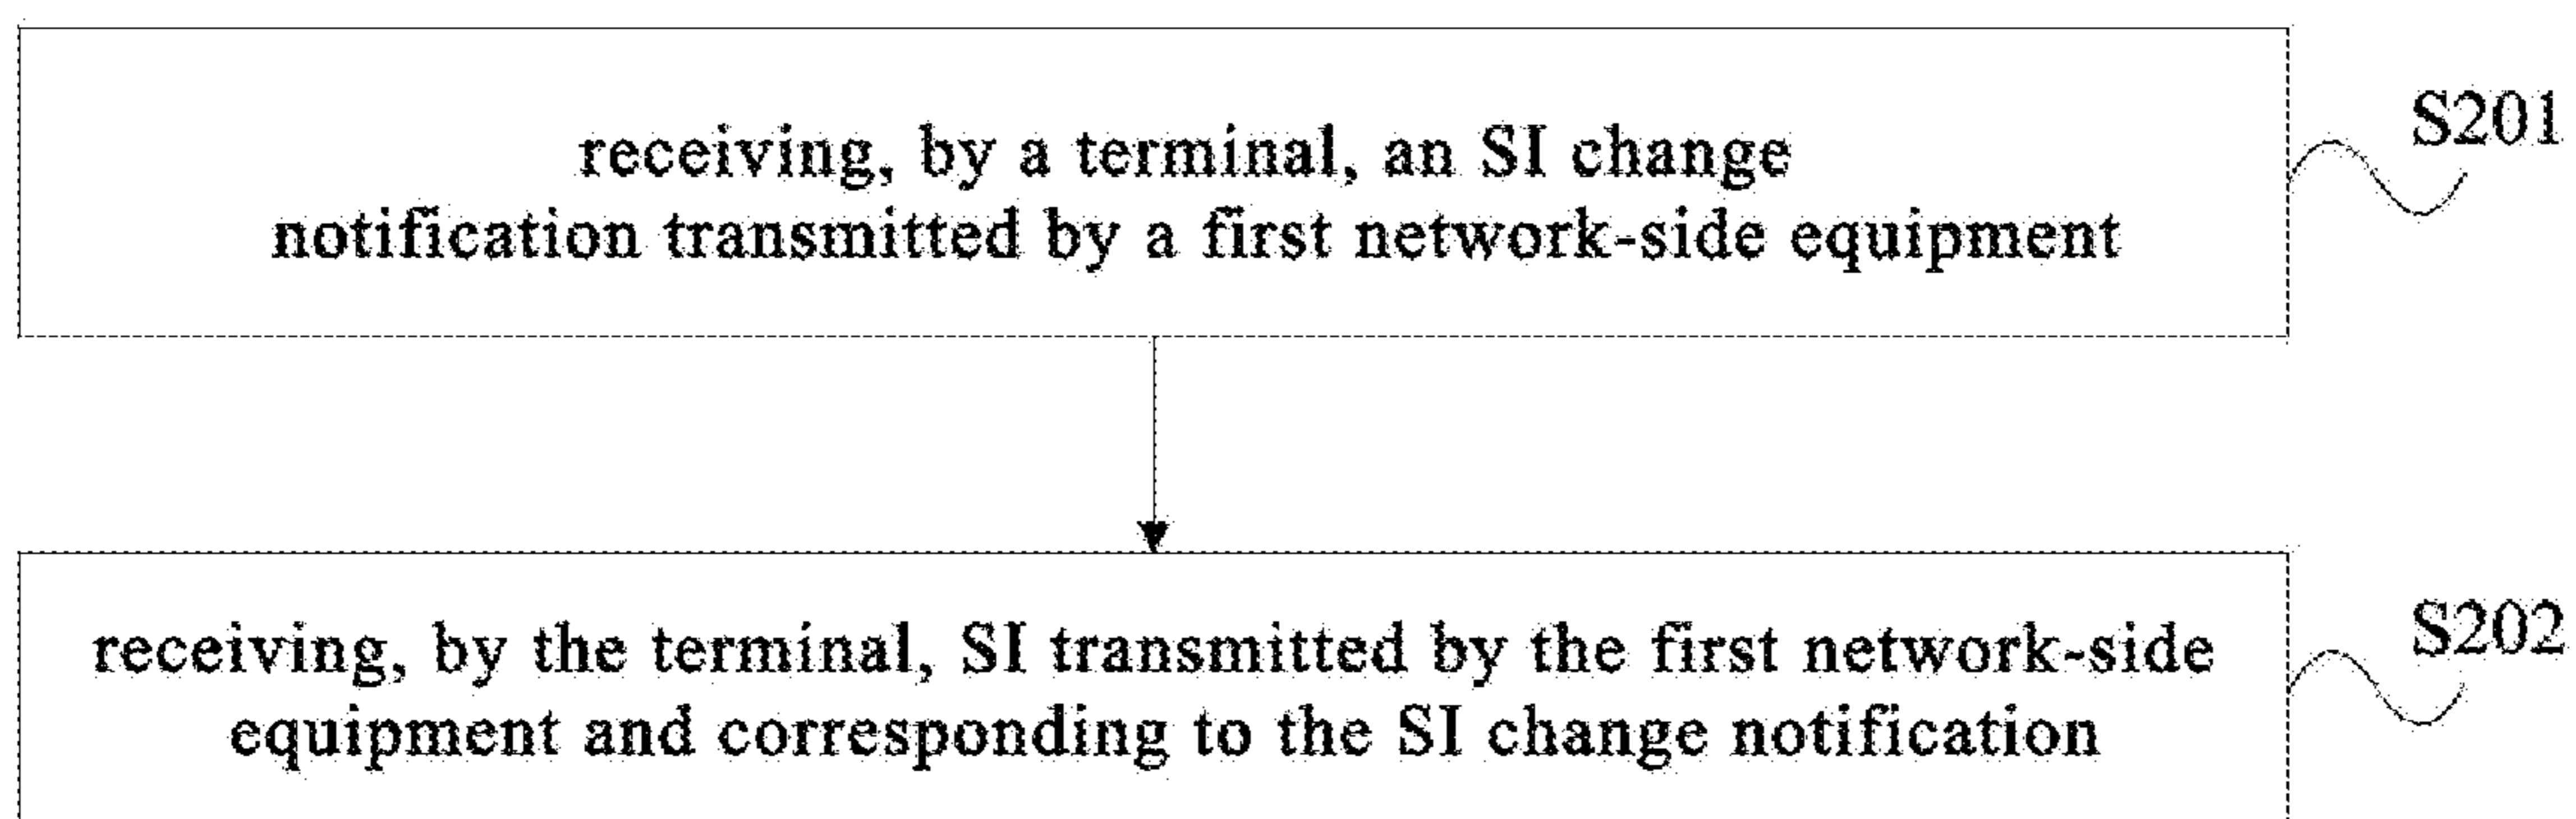 receiving, by a terminal, an SI change
notification transmitted by a first network-side equipment
S201
receiving, by the terminal, SI transmitted by the first network-side
equipment and corresponding to the SI change notification
S202